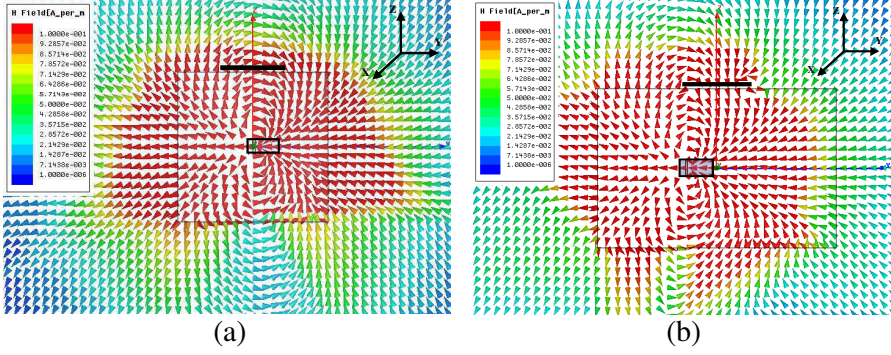 H Field[A_per_m
1.0000e-001
9.2857e-002
8.5714e-002
7.8572e-002
7.1429e-002
6.4286e-002
5.7143e-002
5.0000e-002
4.2858e-002
3.5715e-002
2.8572e-002
2.1429e-002
1.4287e-002
7.1438e-003
1.0000e-006
Z
Y
X
(a)
H Field[A_per_m
1.0000e-001
9.2857e-002
8.5714e-002
7.8572e-002
7.1429e-002
6.4286e-002
5.7143e-002
5.0000e-002
4.2858e-002
3.5715e-002
2.8572e-002
2.1429e-002
1.4287e-002
7.1438e-003
1.0000e-006
Z
Y
X
(b)